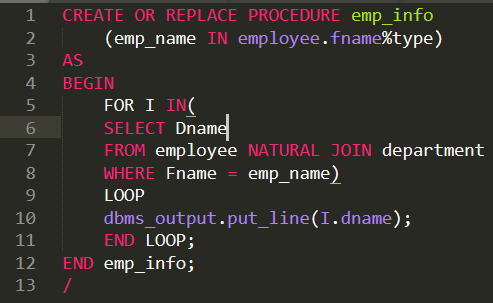 1 CREATE OR REPLACE PROCEDURE emp_info
2 (emp_name IN employee.fname%type)
3 AS
4 BEGIN
5 FOR I IN(
6 SELECT Dname
7 FROM employee NATURAL JOIN department
8 WHERE Fname = emp_name)
9 LOOP
10 dbms_output.put_line(I.dname);
11 END LOOP;
12 END emp_info;
13 /